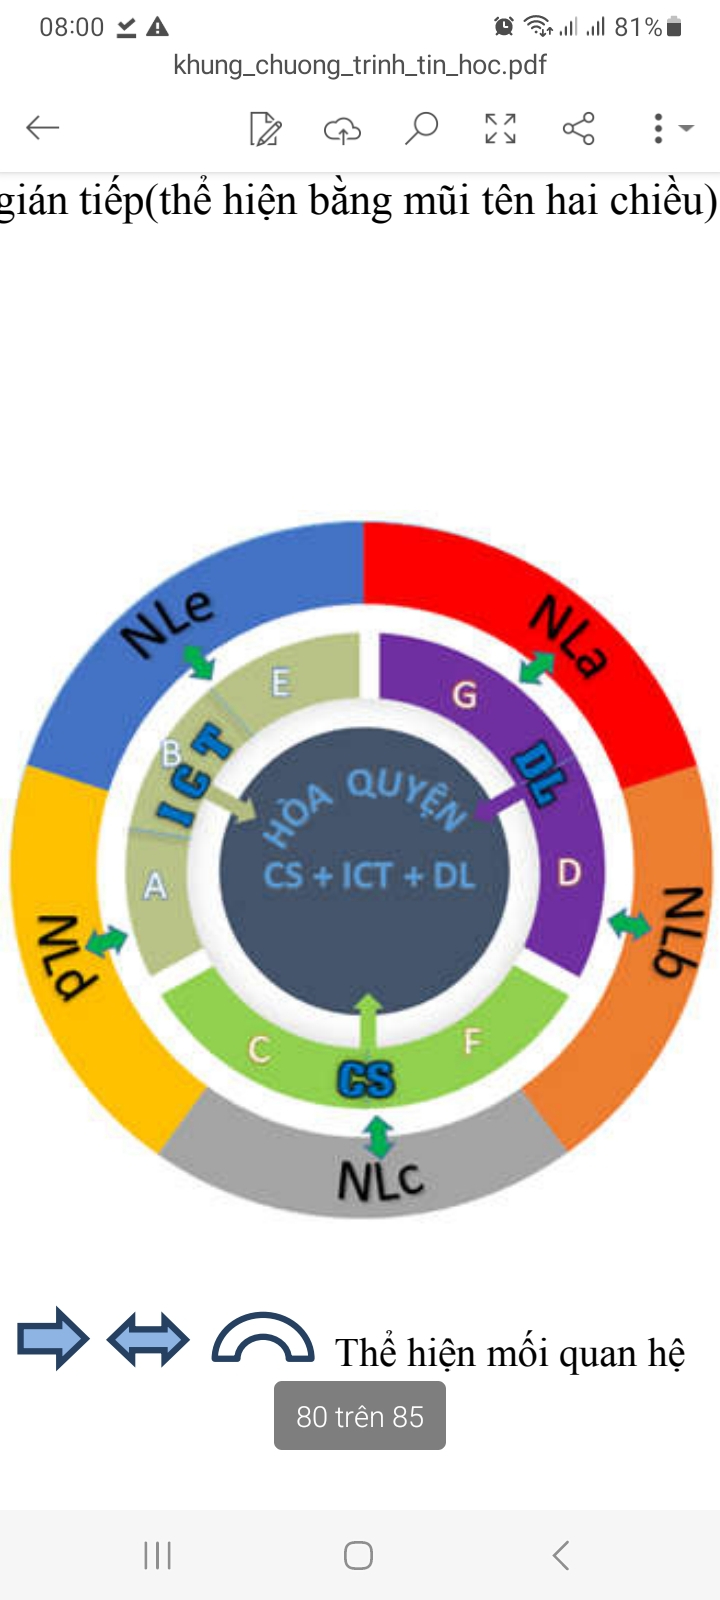 08:00
81%
khung_chuong_trinh_tin_hoc.pdf
gián tiếp(thể hiện bằng mũi tên hai chiều)
NLe
NLa
E
G
B
ICT
DL
HÒA QUYỆN
CS + ICT + DL
A
D
NLd
NLb
C
F
CS
NLc
Thể hiện mối quan hệ
80 trên 85